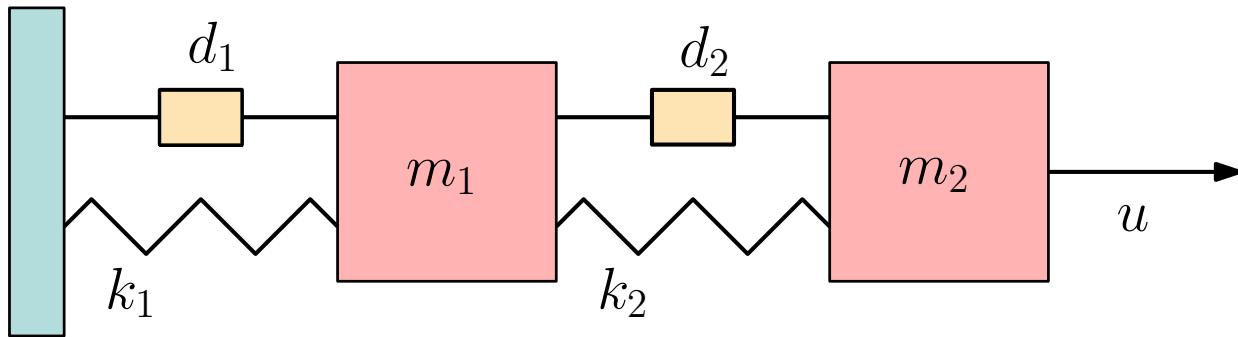 d₁
d₂
m₁
m₂
u
k₁
k₂